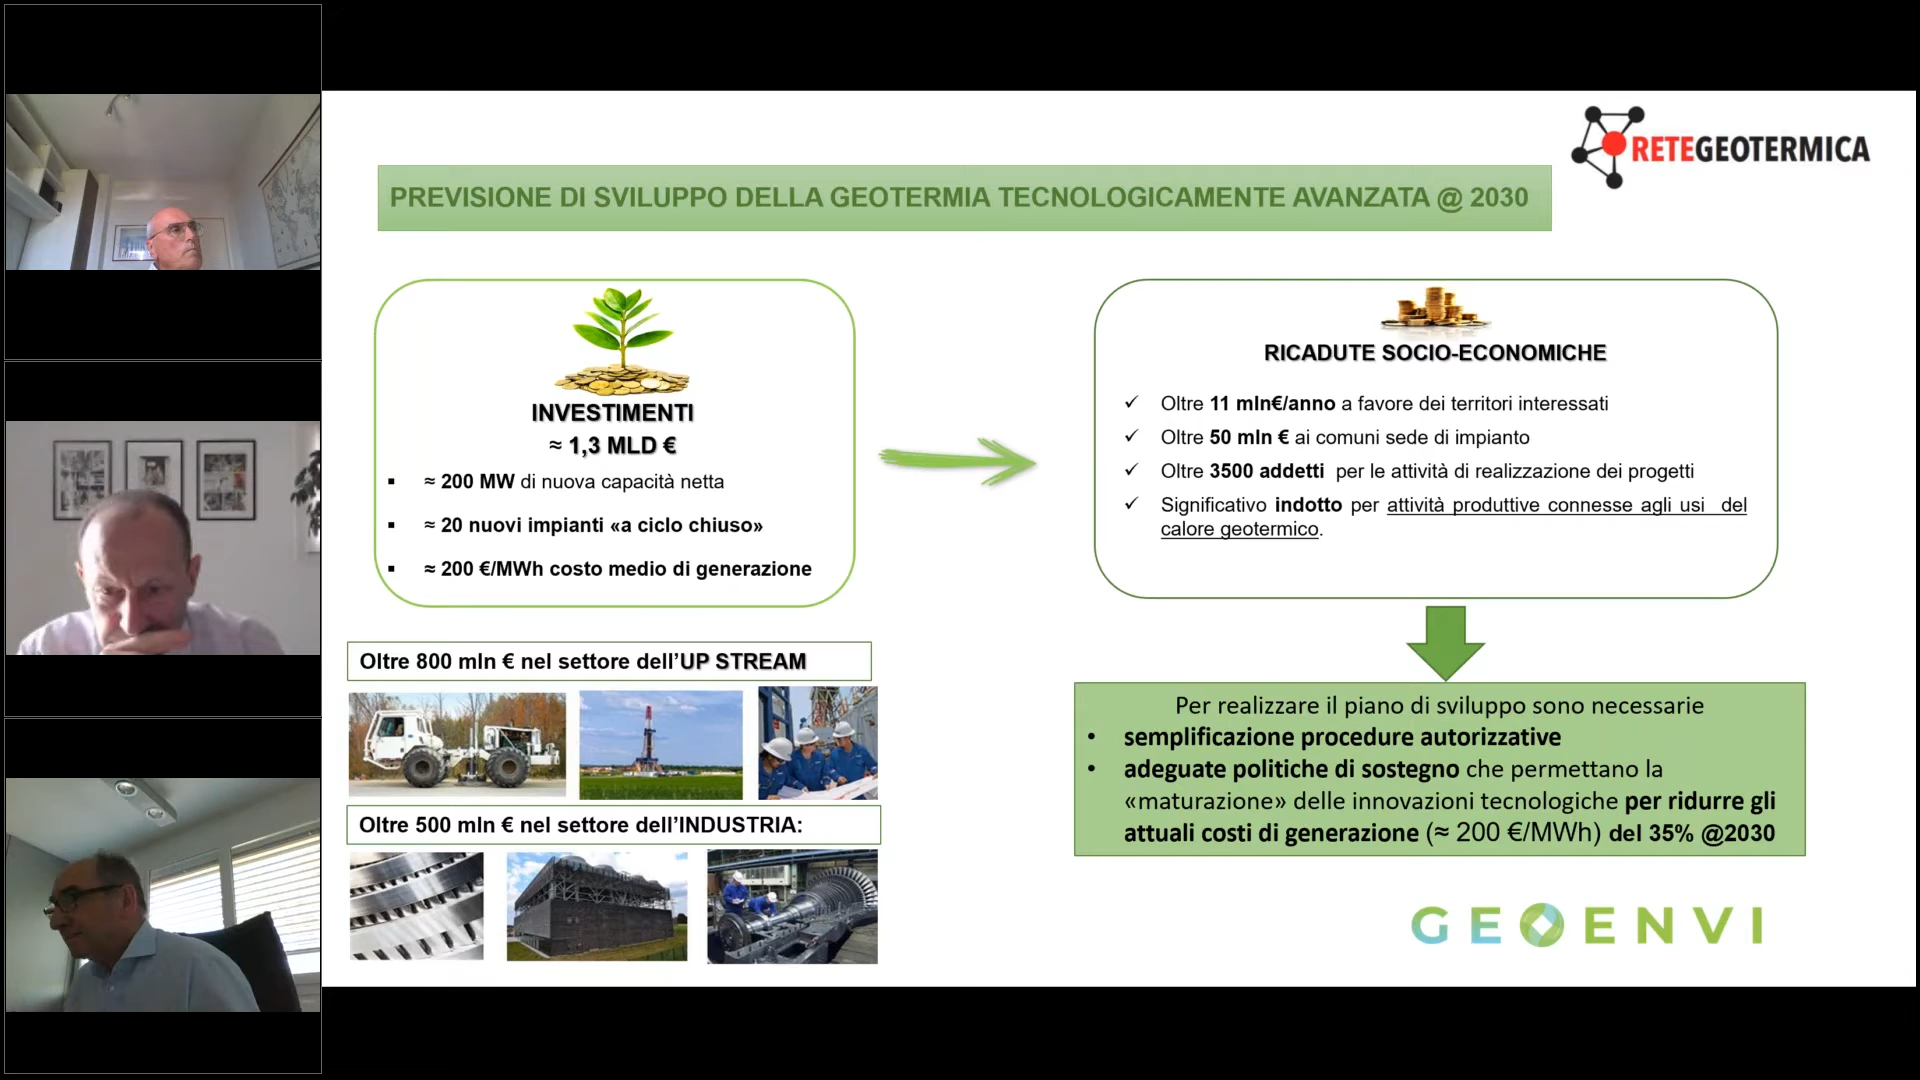 RETEGEOTERMICA
PREVISIONE DI SVILUPPO DELLA GEOTERMIA TECNOLOGICAMENTE AVANZATA @ 2030
INVESTIMENTI
≈ 1,3 MLD €
▪ ≈ 200 MW di nuova capacità netta
▪ ≈ 20 nuovi impianti «a ciclo chiuso»
▪ ≈ 200 €/MWh costo medio di generazione
RICADUTE SOCIO-ECONOMICHE
✓ Oltre 11 mln€/anno a favore dei territori interessati
✓ Oltre 50 mln € ai comuni sede di impianto
✓ Oltre 3500 addetti per le attività di realizzazione dei progetti
✓ Significativo indotto per attività produttive connesse agli usi del
calore geotermico.
Oltre 800 mln € nel settore dell’UP STREAM
Oltre 500 mln € nel settore dell’INDUSTRIA:
Per realizzare il piano di sviluppo sono necessarie
• semplificazione procedure autorizzative
• adeguate politiche di sostegno che permettano la
«maturazione» delle innovazioni tecnologiche per ridurre gli
attuali costi di generazione (≈ 200 €/MWh) del 35% @2030
GEOENVI